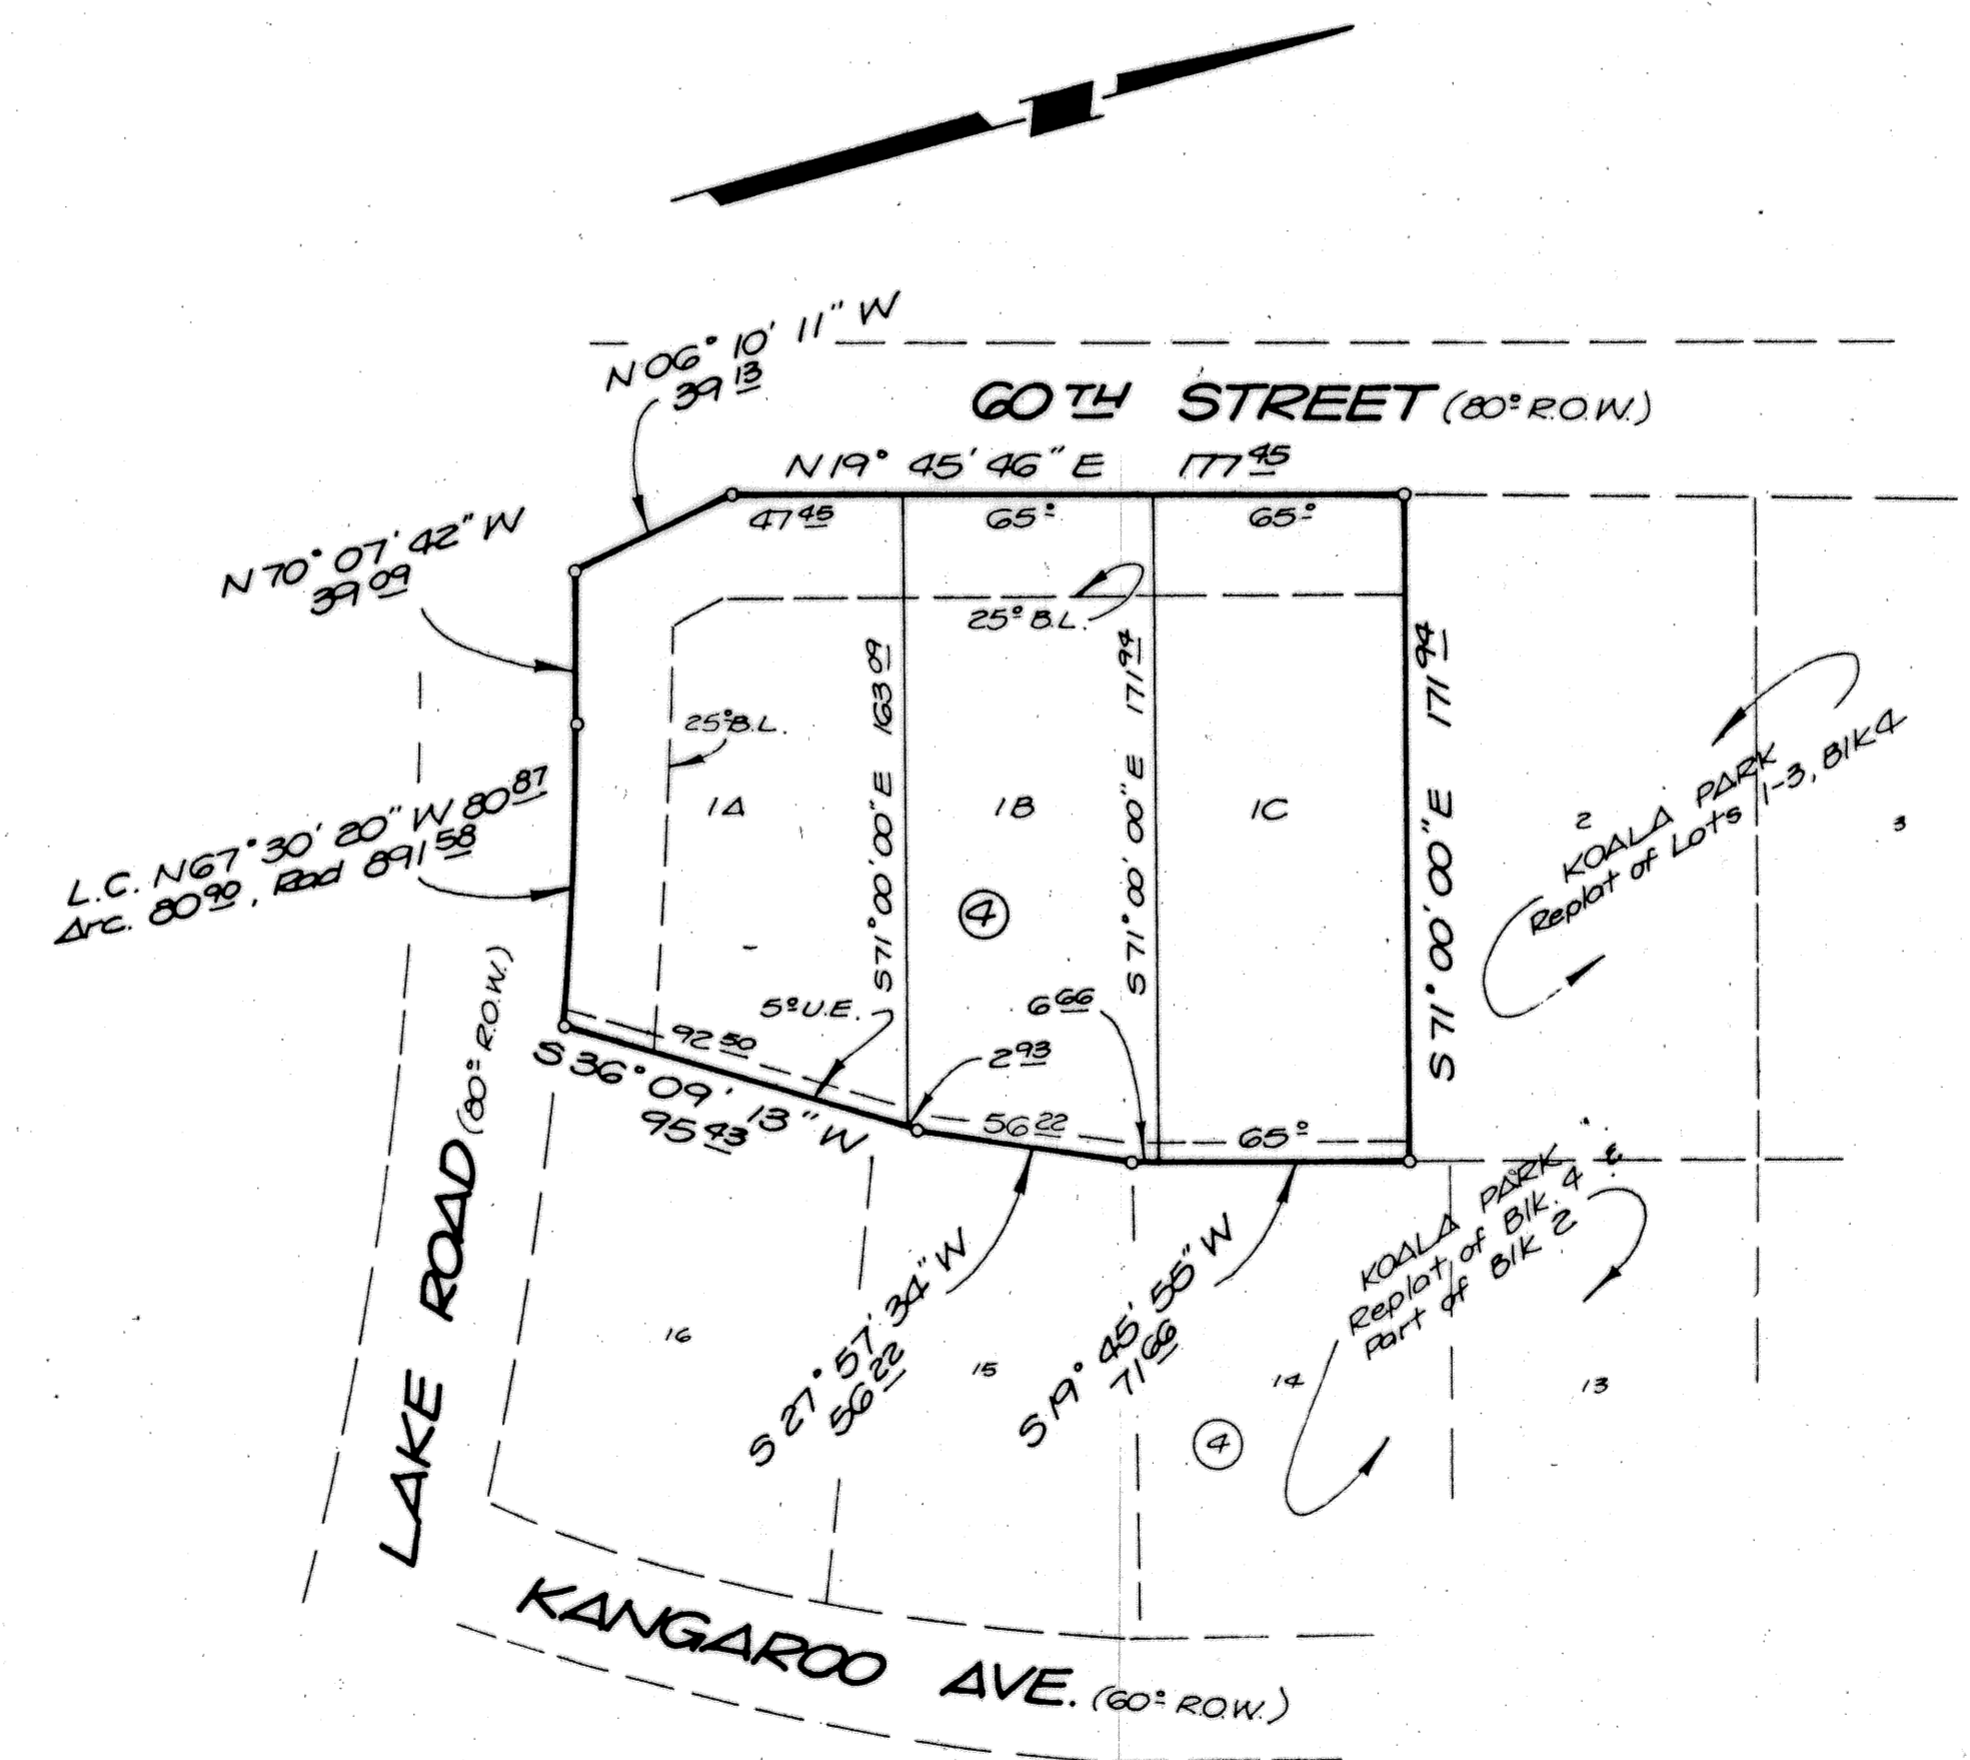 N 06° 10' 11" W
39 13
60TH STREET (80° R.O.W.)
N 19° 45' 46" E 177 45
47 45
65°
65°
N 70° 07' 42" W
39 09
25° B.L.
25° B.L.
S 71° 00' 00" E 163 09
S 71° 00' 00" E 171 94
S 71° 00' 00" E 171 94
1A
1B
1C
2
3
KOALA PARK
Replat of Lots 1-3, Blk 4
L.C. N 67° 30' 20" W 80 87
Arc. 80 90, Rad 891 58
4
5° U.E.
6 66
2 93
92 50
56 22
65°
S 36° 09' 13" W
95 43
LAKE ROAD (80° R.O.W.)
S 27° 57' 34" W
56 22
S 19° 45' 55" W
71 66
KOALA PARK
Replat of Blk. 4 &
part of Blk 2
16
15
14
13
4
KANGAROO AVE. (60° R.O.W.)